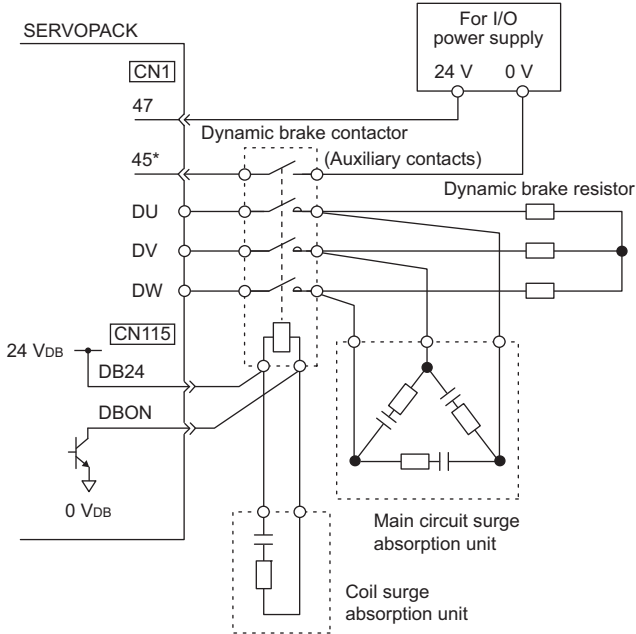 SERVOPACK
For I/O
power supply
24 V 0 V
CN1
47
Dynamic brake contactor
45*
(Auxiliary contacts)
Dynamic brake resistor
DU
DV
DW
CN115
24 VDB
DB24
DBON
0 VDB
Main circuit surge
absorption unit
Coil surge
absorption unit